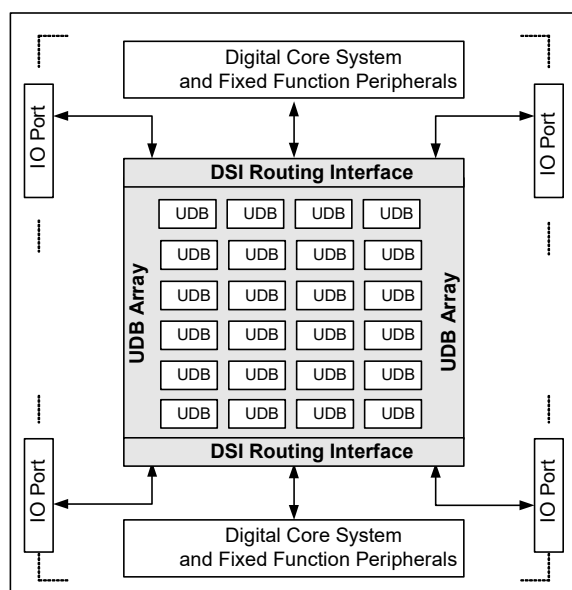 Digital Core System
and Fixed Function Peripherals
IO Port
IO Port
DSI Routing Interface
UDB UDB UDB UDB
UDB UDB UDB UDB
UDB UDB UDB UDB
UDB UDB UDB UDB
UDB UDB UDB UDB
UDB UDB UDB UDB
UDB Array
UDB Array
DSI Routing Interface
IO Port
IO Port
Digital Core System
and Fixed Function Peripherals